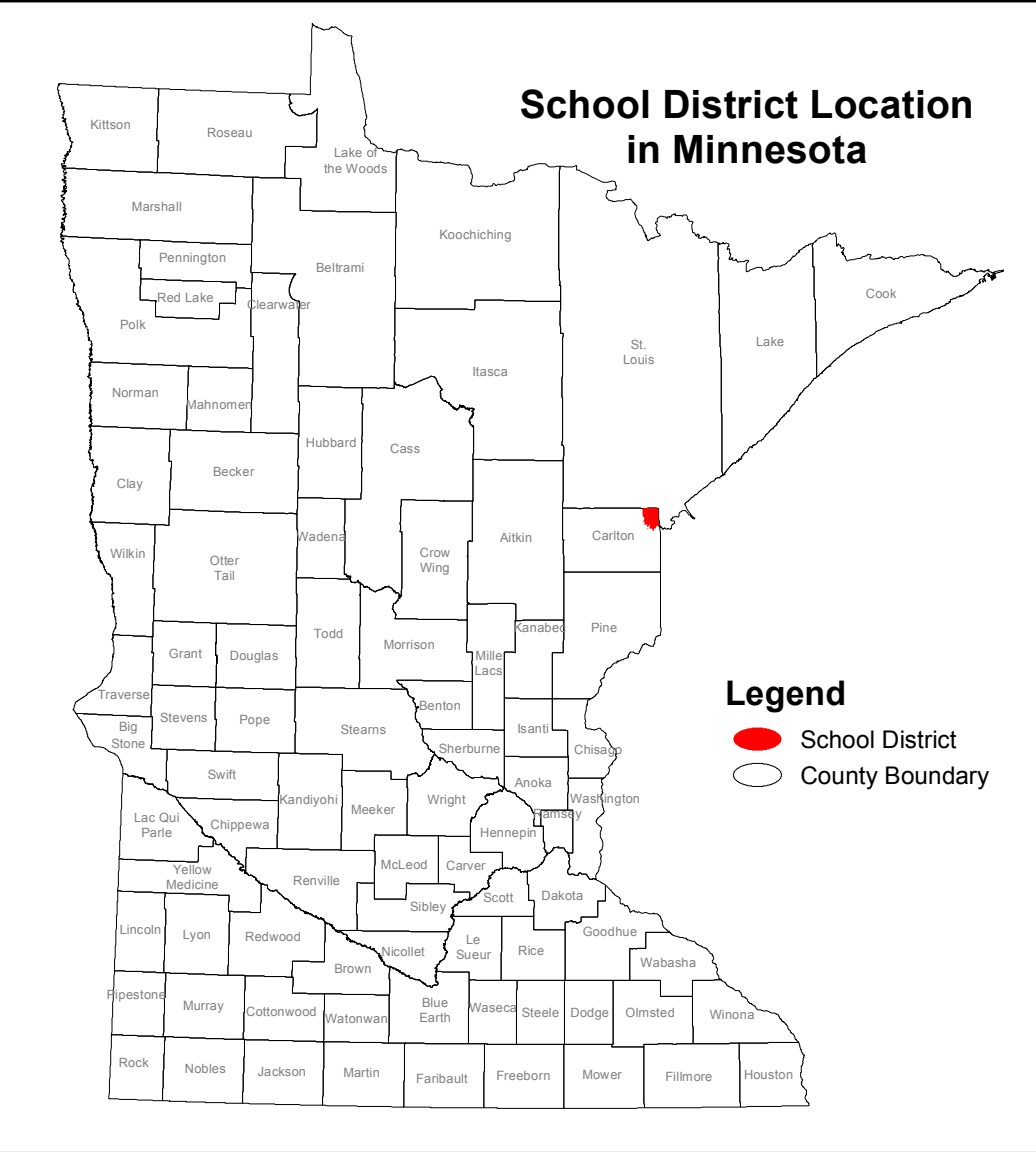 School District Location
in Minnesota
Kittson
Roseau
Lake of
the Woods
Marshall
Koochiching
Pennington
Beltrami
Red Lake
Clearwater
Cook
Polk
St.
Louis
Lake
Itasca
Norman
Mahnomen
Hubbard
Cass
Becker
Clay
Wadena
Aitkin
Carlton
Wilkin
Crow
Wing
Otter
Tail
Todd
Kanabec
Pine
Morrison
Grant
Douglas
Mille
Lacs
Traverse
Benton
Stevens
Pope
Stearns
Isanti
Big
Stone
Sherburne
Chisago
Legend
School District
County Boundary
Swift
Anoka
Kandiyohi
Meeker
Wright
Washington
Ramsey
Lac Qui
Parle
Chippewa
Hennepin
McLeod
Carver
Yellow
Medicine
Renville
Scott
Dakota
Sibley
Lincoln
Lyon
Redwood
Nicollet
Le
Sueur
Rice
Goodhue
Brown
Wabasha
Pipestone
Murray
Cottonwood
Watonwan
Blue
Earth
Waseca
Steele
Dodge
Olmsted
Winona
Rock
Nobles
Jackson
Martin
Faribault
Freeborn
Mower
Fillmore
Houston